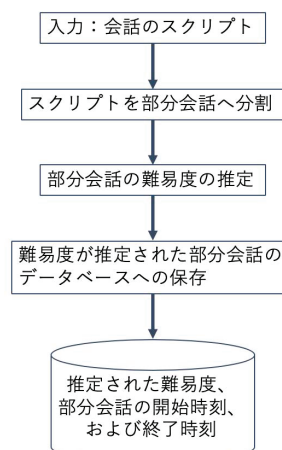 入力：会話のスクリプト
スクリプトを部分会話へ分割
部分会話の難易度の推定
難易度が推定された部分会話の
データベースへの保存
推定された難易度、
部分会話の開始時刻、
および終了時刻